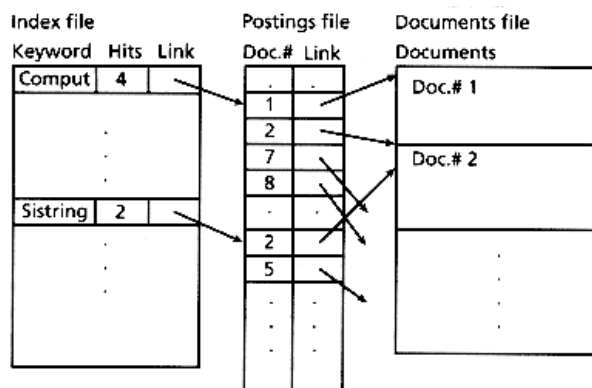 Index file
Keyword Hits Link
Comput 4
Sistring 2
Postings file
Doc.# Link
1
2
7
8
2
5
Documents file
Documents
Doc.# 1
Doc.# 2